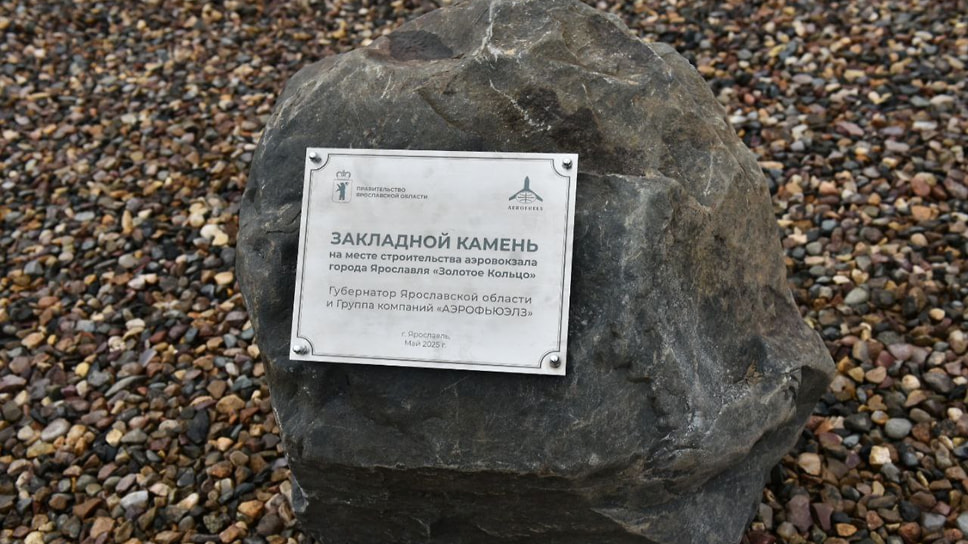 ПРАВИТЕЛЬСТВО
ЯРОСЛАВСКОЙ ОБЛАСТИ
AEROFUELS
ЗАКЛАДНОЙ КАМЕНЬ
на месте строительства аэровокзала
города Ярославля «Золотое Кольцо»
Губернатор Ярославской области
и Группа компаний «АЭРОФЬЮЭЛЗ»
г. Ярославль,
Май 2025 г.